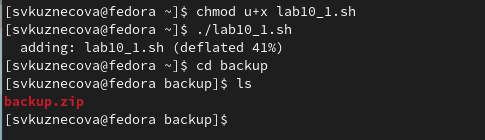 [svkuznecova@fedora ~]$ chmod u+x lab10_1.sh
[svkuznecova@fedora ~]$ ./lab10_1.sh
  adding: lab10_1.sh (deflated 41%)
[svkuznecova@fedora ~]$ cd backup
[svkuznecova@fedora backup]$ ls
backup.zip
[svkuznecova@fedora backup]$